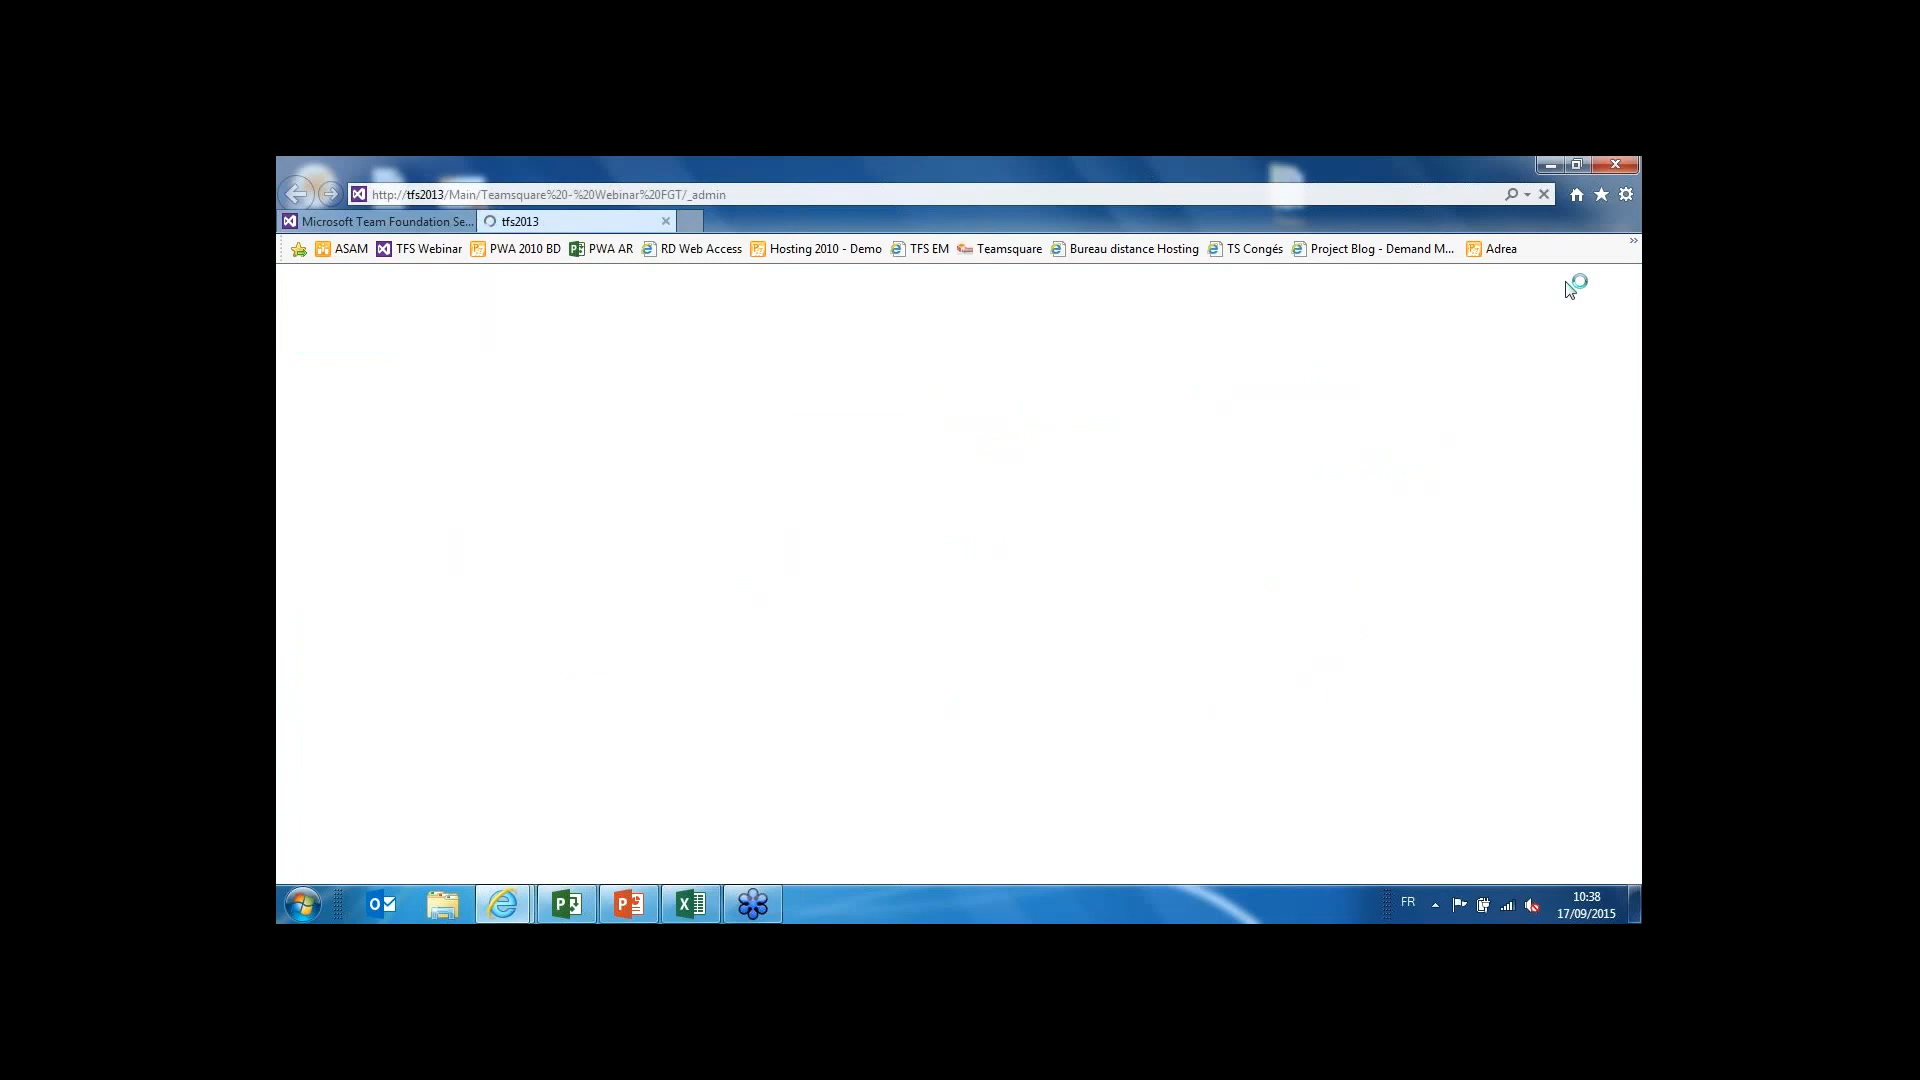 http://tfs2013/Main/Teamsquare%20-%20Webinar%20FGT/_admin
Microsoft Team Foundation Se... tfs2013
ASAM TFS Webinar PWA 2010 BD PWA AR RD Web Access Hosting 2010 - Demo TFS EM Teamsquare Bureau distance Hosting TS Congés Project Blog - Demand M... Adrea
FR 10:38
17/09/2015